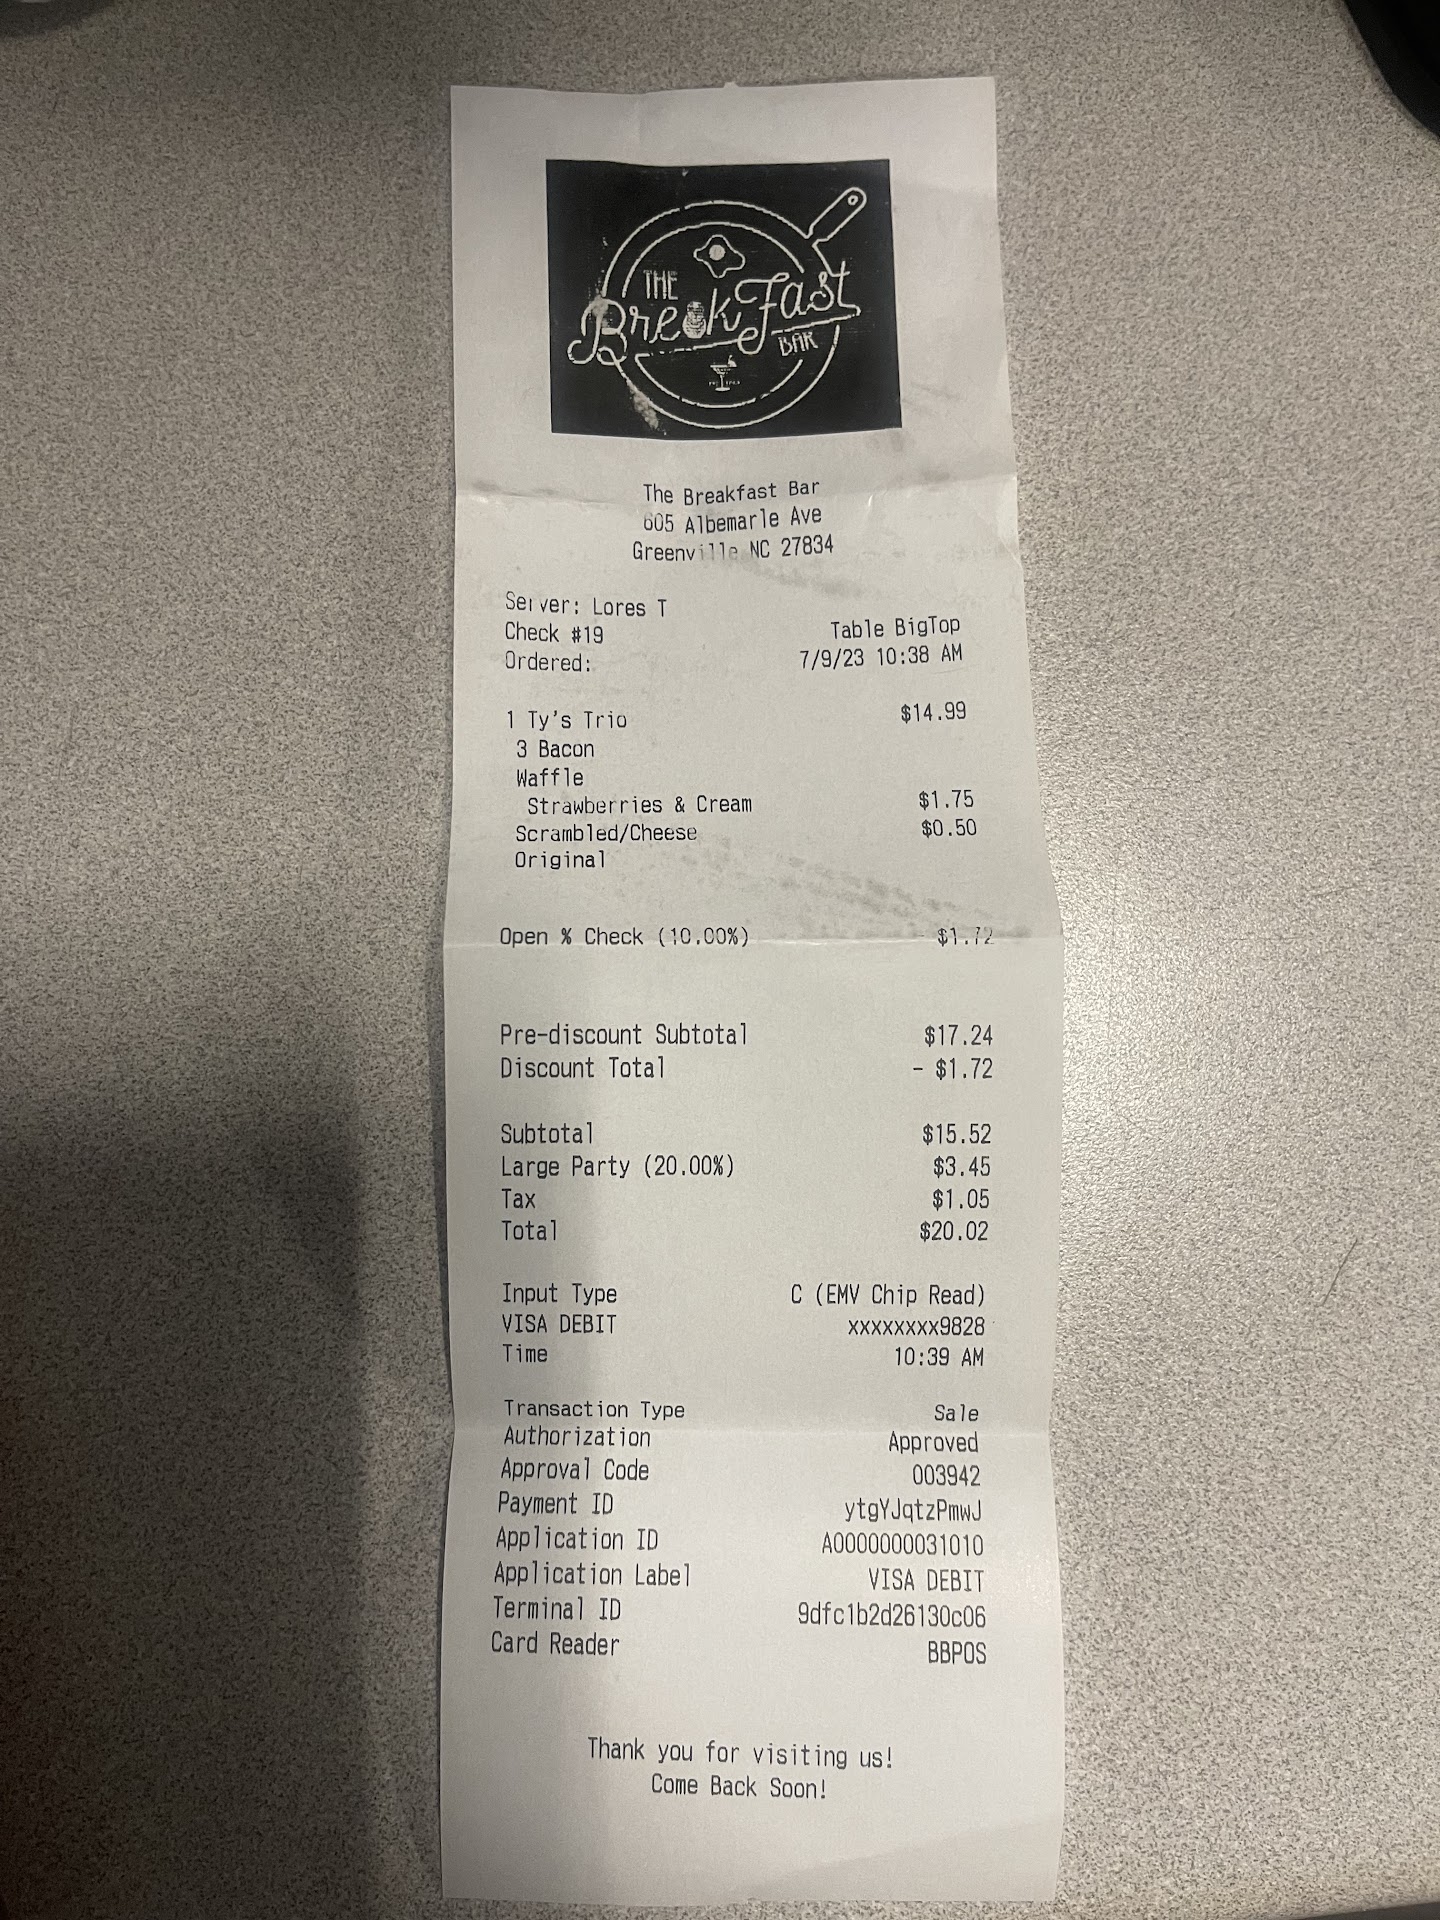 THE
Breakfast
BAR
The Breakfast Bar
605 Albemarle Ave
Greenville NC 27834
Server: Lores T
Check #19 Table BigTop
Ordered: 7/9/23 10:38 AM
1 Ty's Trio $14.99
3 Bacon
Waffle
Strawberries & Cream $1.75
Scrambled/Cheese $0.50
Original
Open % Check (10.00%) - $1.72
Pre-discount Subtotal $17.24
Discount Total - $1.72
Subtotal $15.52
Large Party (20.00%) $3.45
Tax $1.05
Total $20.02
Input Type C (EMV Chip Read)
VISA DEBIT xxxxxxxx9828
Time 10:39 AM
Transaction Type Sale
Authorization Approved
Approval Code 003942
Payment ID ytgYJqtzPmwJ
Application ID A0000000031010
Application Label VISA DEBIT
Terminal ID 9dfc1b2d26130c06
Card Reader BBPOS
Thank you for visiting us!
Come Back Soon!